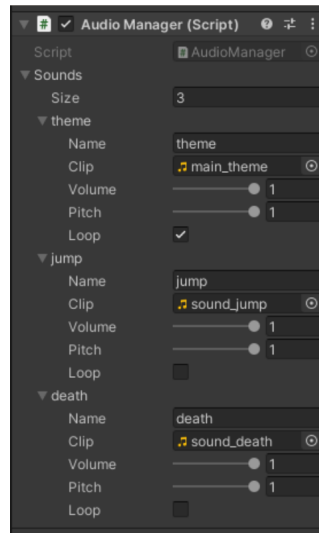 # Audio Manager (Script)
Script # AudioManager
Sounds
Size 3
theme
Name theme
Clip main_theme
Volume 1
Pitch 1
Loop
jump
Name jump
Clip sound_jump
Volume 1
Pitch 1
Loop
death
Name death
Clip sound_death
Volume 1
Pitch 1
Loop